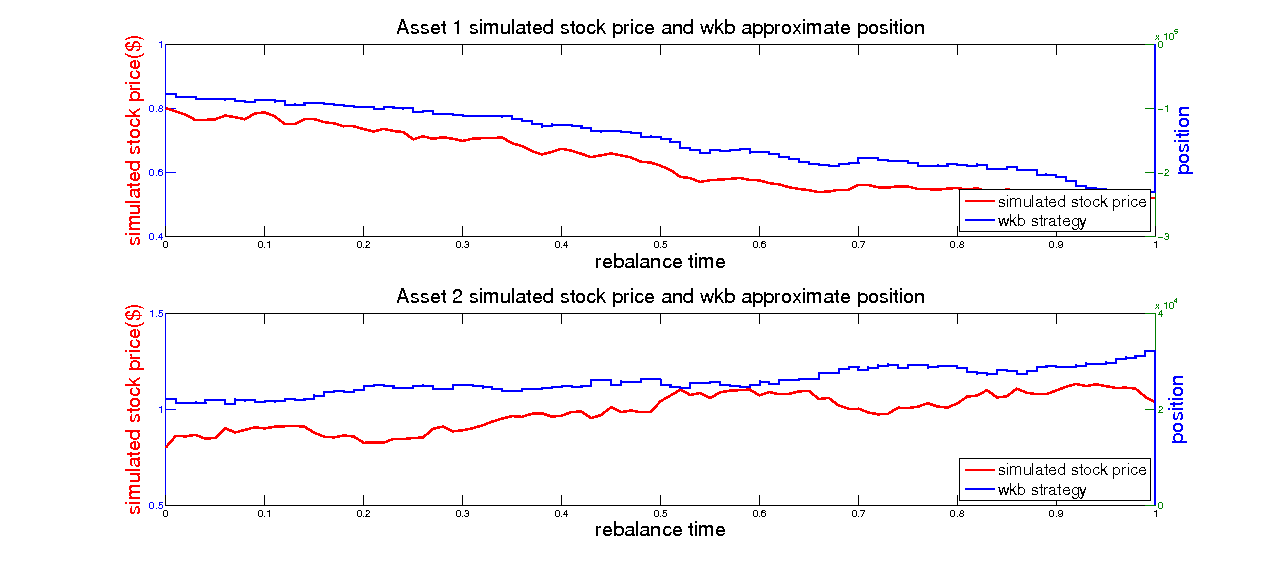 Asset 1 simulated stock price and wkb approximate position
x 10^5
simulated stock price($)
1
0.8
0.6
0.4
0
-1
-2
-3
position
simulated stock price
wkb strategy
0 0.1 0.2 0.3 0.4 0.5 0.6 0.7 0.8 0.9 1
rebalance time
Asset 2 simulated stock price and wkb approximate position
x 10^4
simulated stock price($)
1.5
1
0.5
4
2
0
position
simulated stock price
wkb strategy
0 0.1 0.2 0.3 0.4 0.5 0.6 0.7 0.8 0.9 1
rebalance time